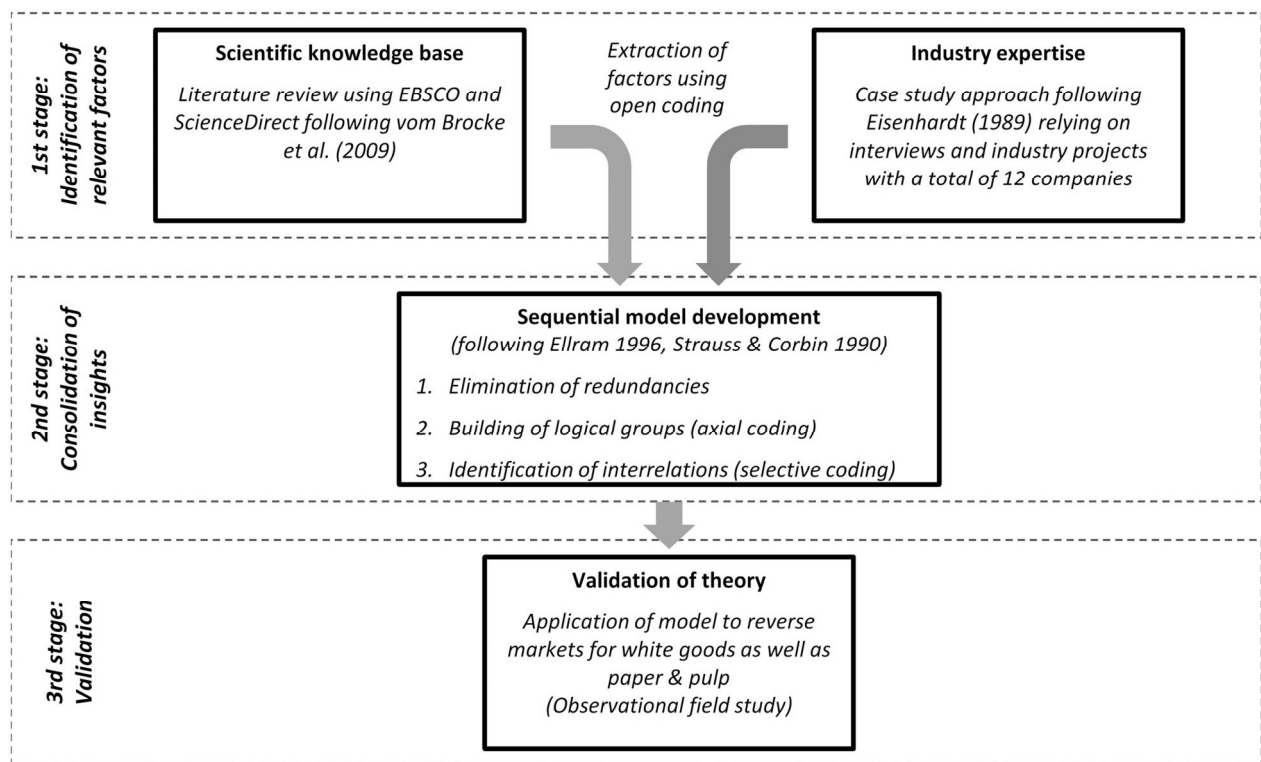 1st stage:
Identification of
relevant factors
Scientific knowledge base
Literature review using EBSCO and
ScienceDirect following vom Brocke
et al. (2009)
Extraction of
factors using
open coding
Industry expertise
Case study approach following
Eisenhardt (1989) relying on
interviews and industry projects
with a total of 12 companies
2nd stage:
Consolidation of
insights
Sequential model development
(following Ellram 1996, Strauss & Corbin 1990)
1. Elimination of redundancies
2. Building of logical groups (axial coding)
3. Identification of interrelations (selective coding)
3rd stage:
Validation
Validation of theory
Application of model to reverse
markets for white goods as well as
paper & pulp
(Observational field study)